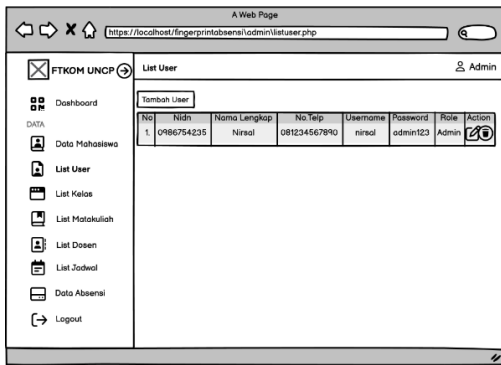 A Web Page
https://localhost/fingerprintabsensi\admin\listuser.php
FTKOM UNCP
List User
Admin
Dashboard
DATA
Data Mahasiswa
List User
List Kelas
List Matakuliah
List Dosen
List Jadwal
Data Absensi
Logout
Tambah User
No Nidn Nama Lengkap No.Telp Username Password Role Action
1. 0986754235 Nirsal 081234567890 nirsal admin123 Admin